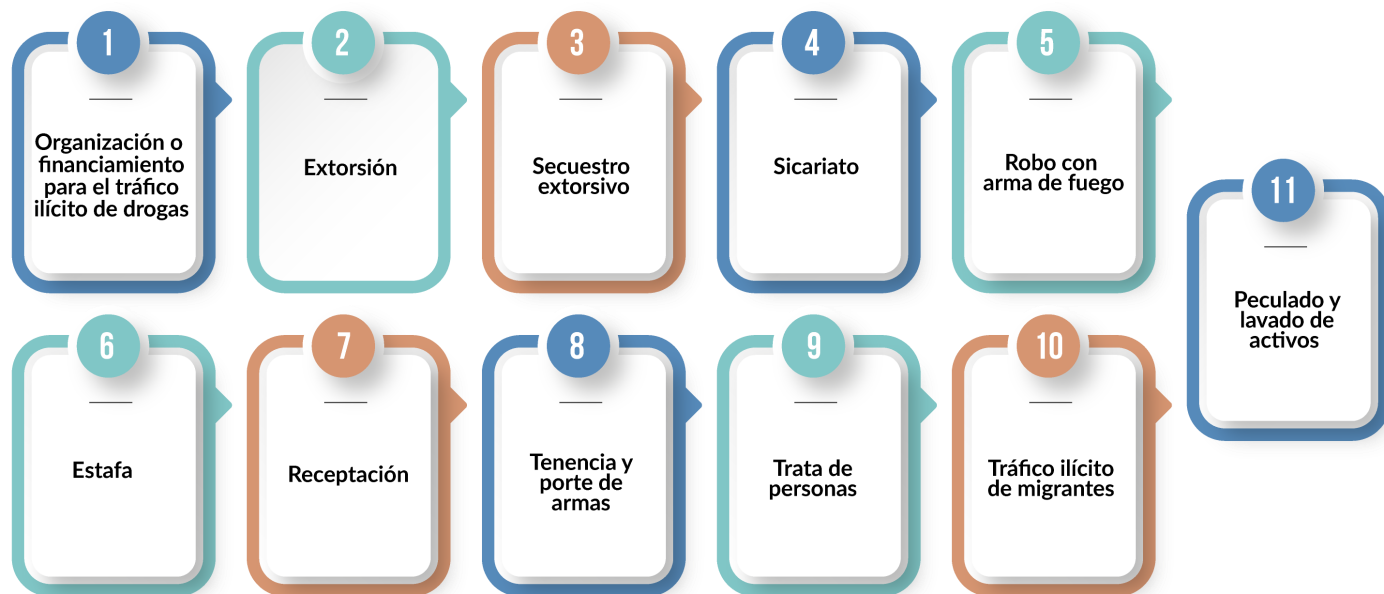 1
Organización o
financiamiento
para el tráfico
ilícito de drogas
2
Extorsión
3
Secuestro
extorsivo
4
Sicariato
5
Robo con
arma de fuego
6
Estafa
7
Receptación
8
Tenencia y
porte de
armas
9
Trata de
personas
10
Tráfico ilícito
de migrantes
11
Peculado y
lavado de
activos